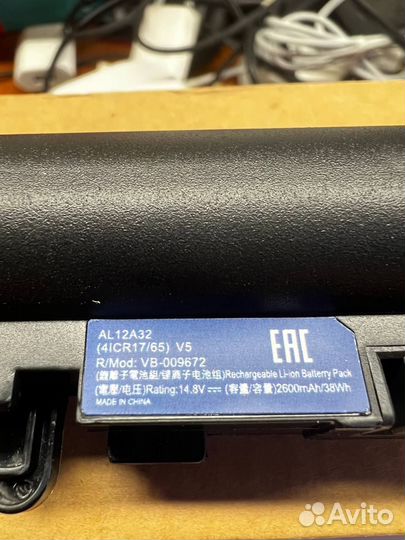 AL12A32
(4ICR17/65) V5
R/Mod: VB-009672
EAC
(鋰離子電池組/锂离子电池组)Rechargeable Li-ion Batterry Pack
(電壓/电压)Rating:14.8V⎓ (容量/容量)2600mAh/38Wh
MADE IN CHINA
Avito